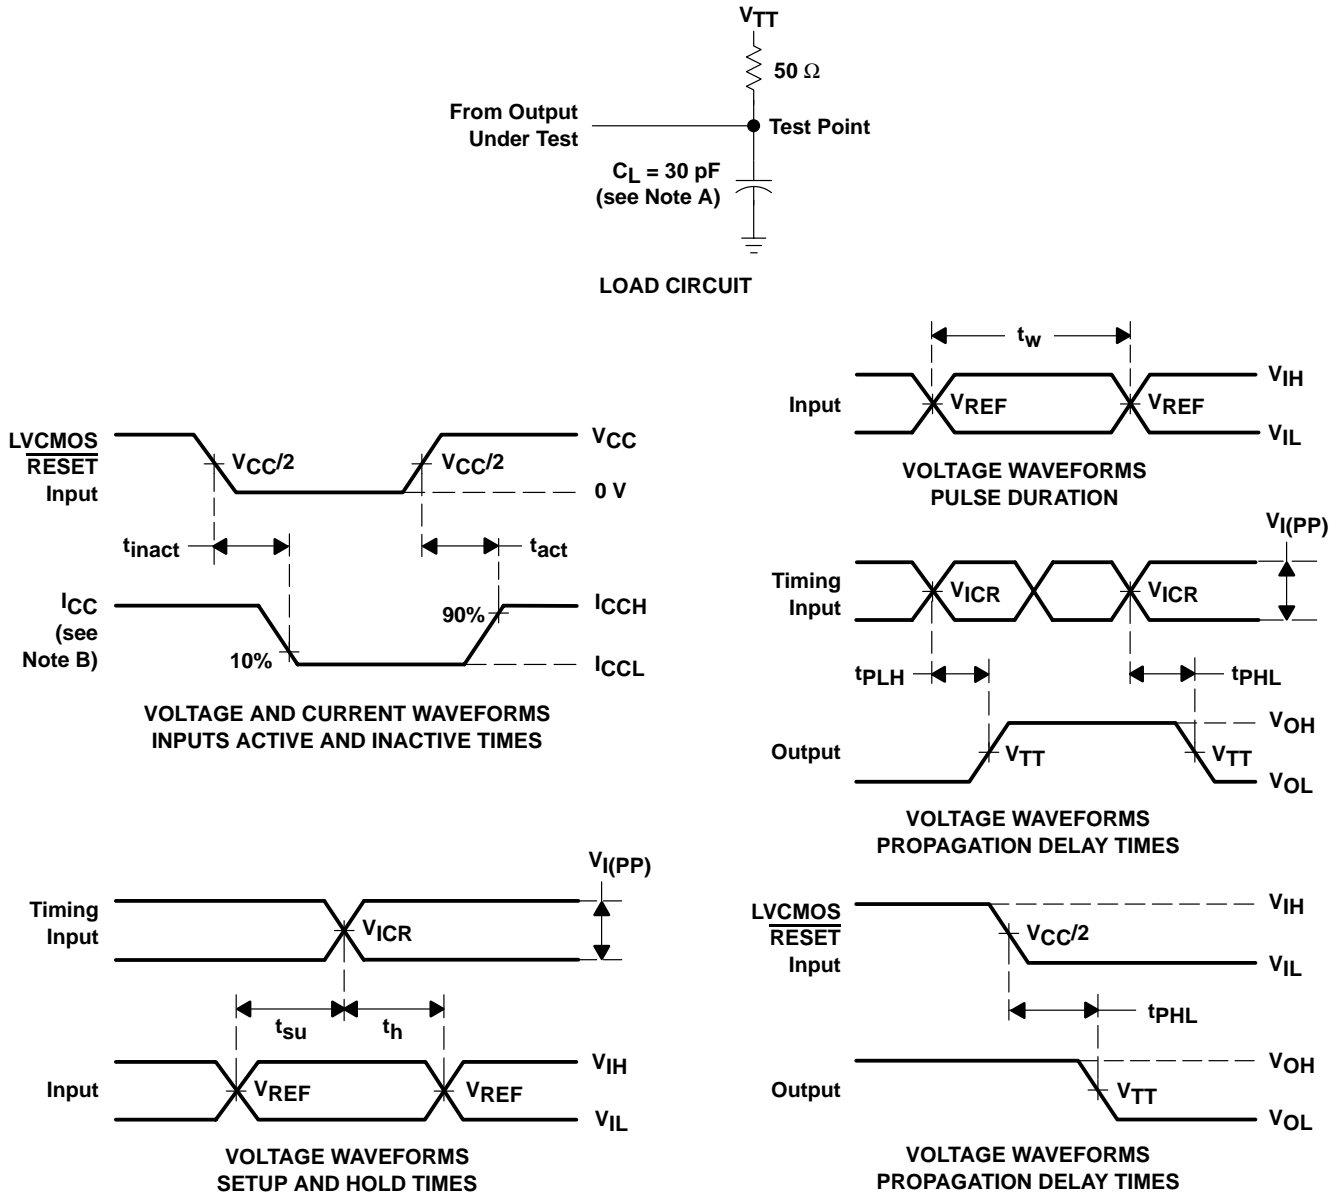 VTT
50 Ω
From Output
Under Test
Test Point
CL = 30 pF
(see Note A)
LOAD CIRCUIT
tw
VIH
Input
VREF
VREF
VIL
VOLTAGE WAVEFORMS
PULSE DURATION
LVCMOS
RESET
Input
VCC/2
VCC/2
VCC
0 V
tinact
tact
ICC
(see
Note B)
10%
90%
ICCH
ICCL
VOLTAGE AND CURRENT WAVEFORMS
INPUTS ACTIVE AND INACTIVE TIMES
VI(PP)
Timing
Input
VICR
VICR
tPLH
tPHL
Output
VTT
VTT
VOH
VOL
VOLTAGE WAVEFORMS
PROPAGATION DELAY TIMES
VI(PP)
Timing
Input
VICR
tsu
th
Input
VREF
VREF
VIH
VIL
VOLTAGE WAVEFORMS
SETUP AND HOLD TIMES
LVCMOS
RESET
Input
VCC/2
VIH
VIL
tPHL
Output
VTT
VOH
VOL
VOLTAGE WAVEFORMS
PROPAGATION DELAY TIMES